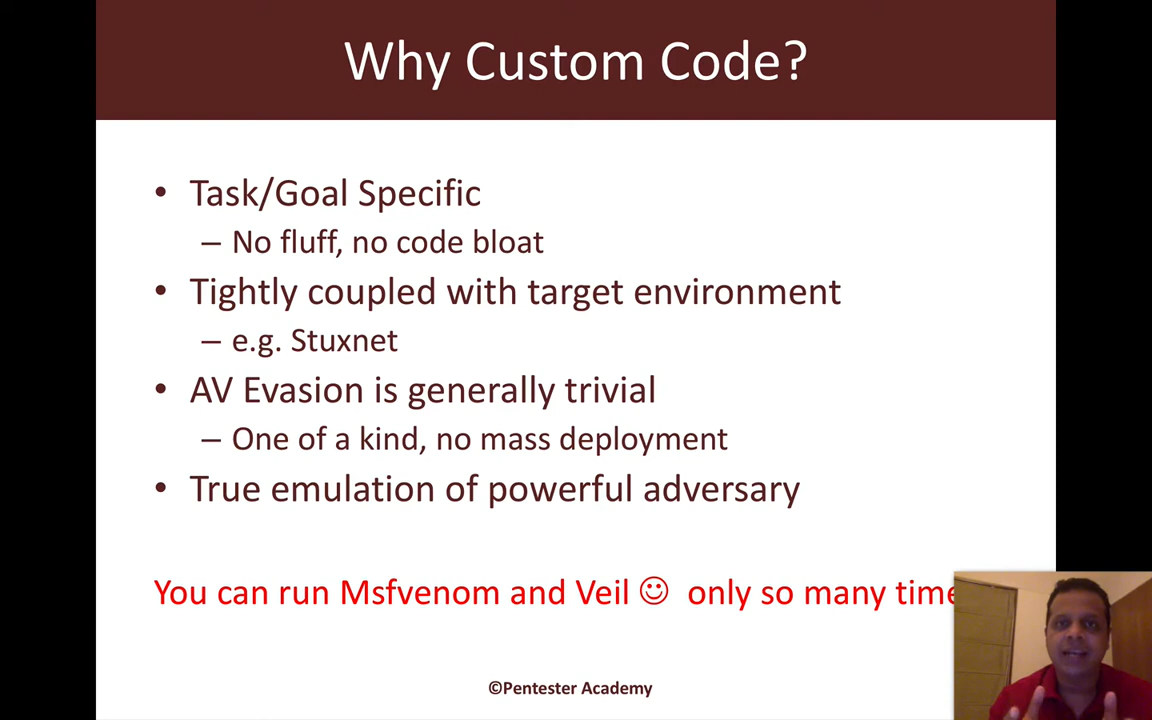 Why Custom Code?
• Task/Goal Specific
– No fluff, no code bloat
• Tightly coupled with target environment
– e.g. Stuxnet
• AV Evasion is generally trivial
– One of a kind, no mass deployment
• True emulation of powerful adversary
You can run Msfvenom and Veil ☺ only so many time
©Pentester Academy